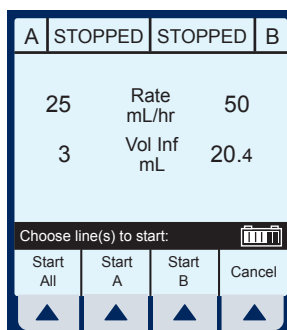 A STOPPED STOPPED B
25 Rate mL/hr 50
3 Vol Inf mL 20.4
Choose line(s) to start:
Start All
Start A
Start B
Cancel